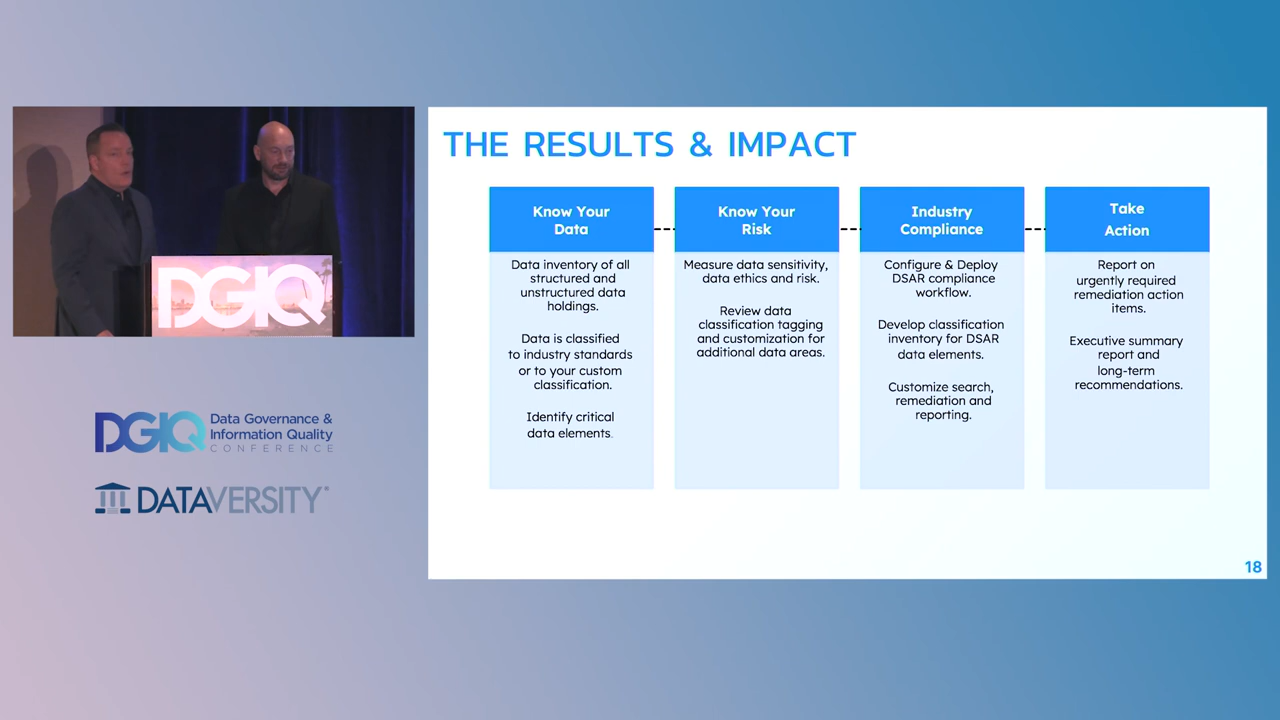 DGIQ
DGIQ
Data Governance &
Information Quality
CONFERENCE
DATAVERSITY
THE RESULTS & IMPACT
Know Your
Data
Data inventory of all
structured and
unstructured data
holdings.
Data is classified
to industry standards
or to your custom
classification.
Identify critical
data elements.
Know Your
Risk
Measure data sensitivity,
data ethics and risk.
Review data
classification tagging
and customization for
additional data areas.
Industry
Compliance
Configure & Deploy
DSAR compliance
workflow.
Develop classification
inventory for DSAR
data elements.
Customize search,
remediation and
reporting.
Take
Action
Report on
urgently required
remediation action
items.
Executive summary
report and
long-term
recommendations.
18